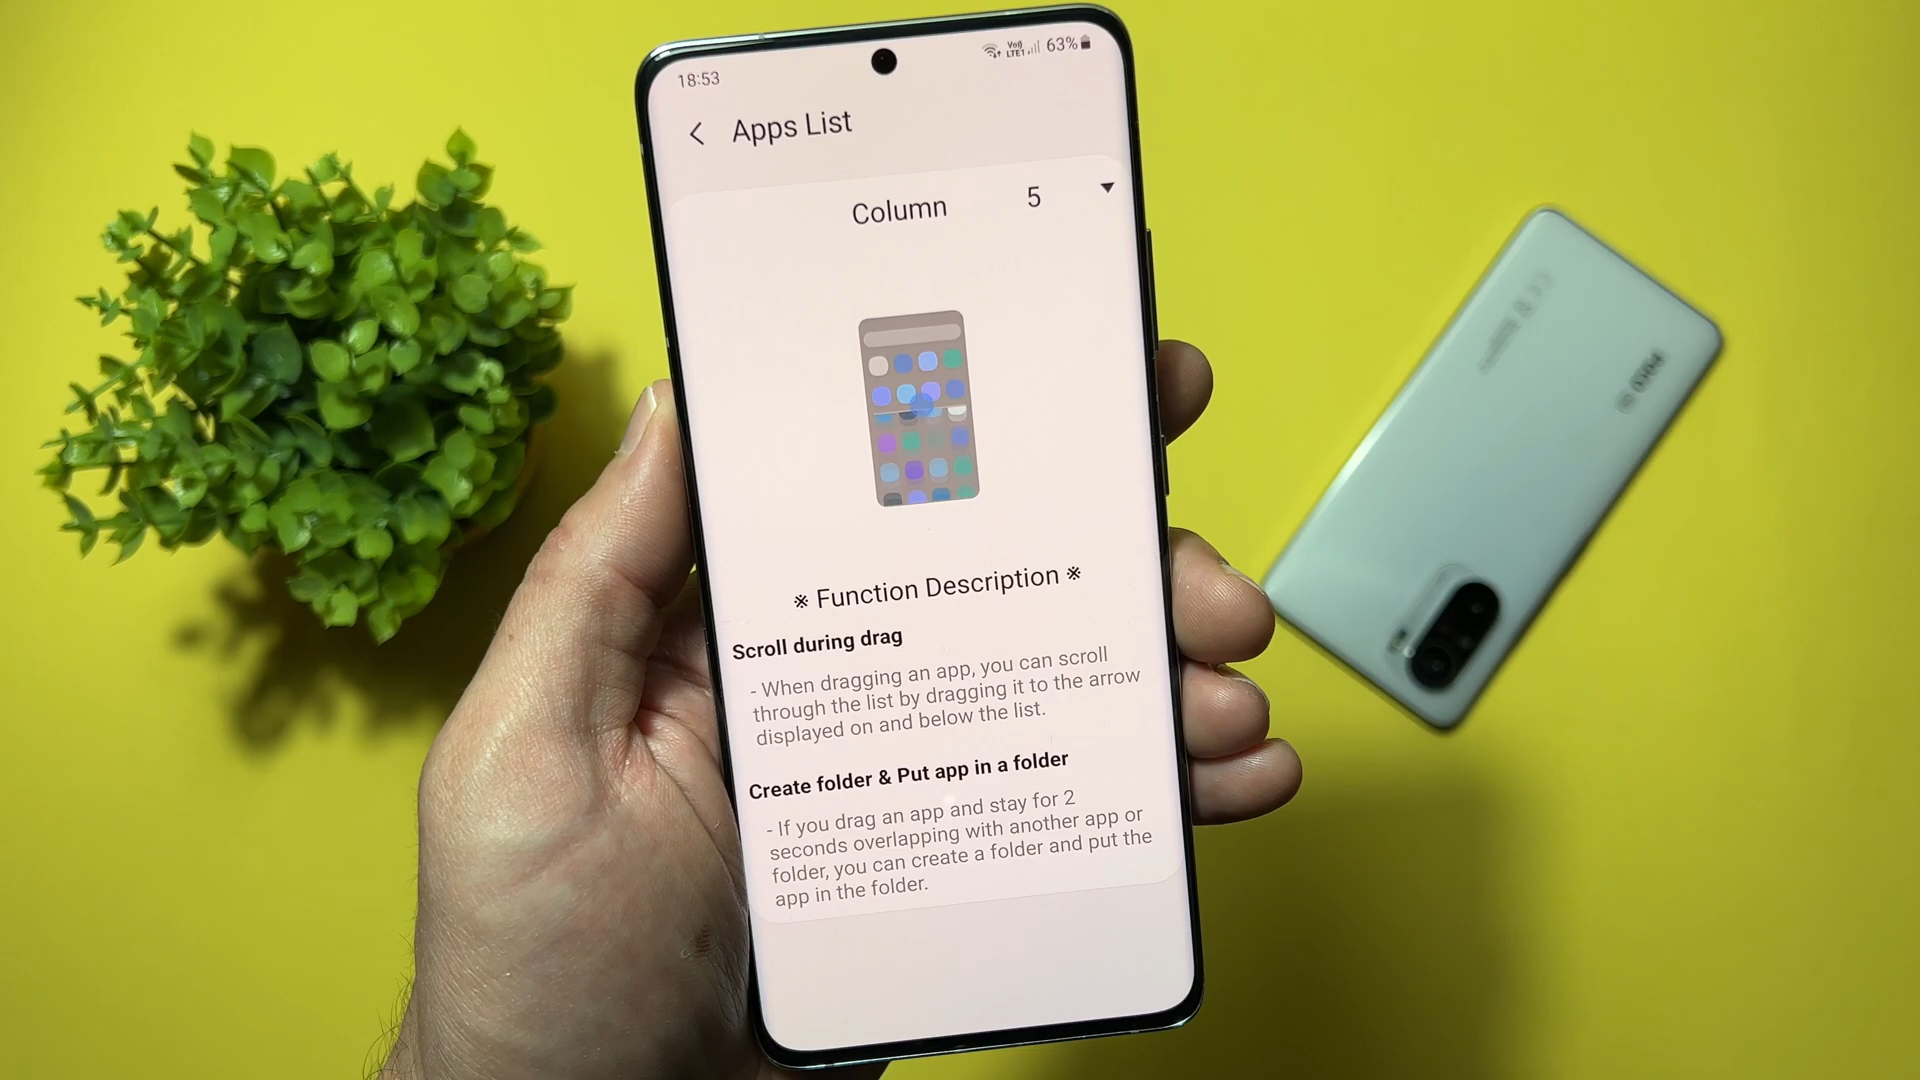 18:53
Vo))
LTE1
63%
Apps List
Column 5
※ Function Description ※
Scroll during drag
- When dragging an app, you can scroll
through the list by dragging it to the arrow
displayed on and below the list.
Create folder & Put app in a folder
- If you drag an app and stay for 2
seconds overlapping with another app or
folder, you can create a folder and put the
app in the folder.
POCO